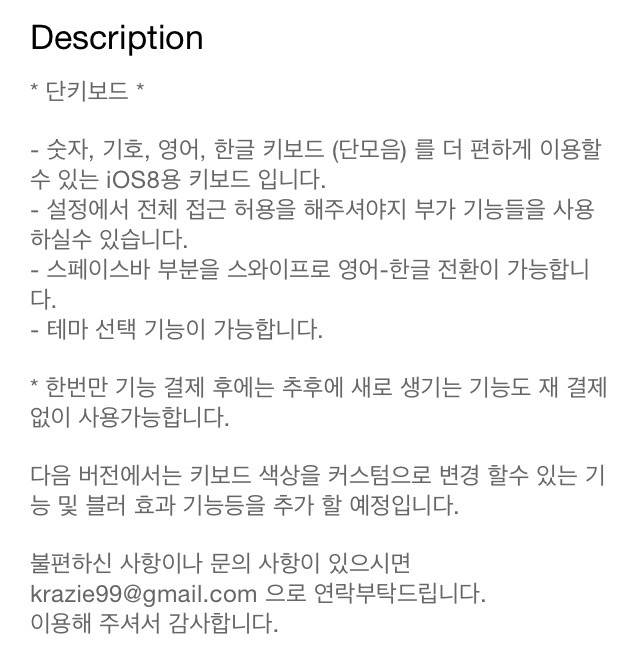 Description
* 단키보드 *
- 숫자, 기호, 영어, 한글 키보드 (단모음) 를 더 편하게 이용할
수 있는 iOS8용 키보드 입니다.
- 설정에서 전체 접근 허용을 해주셔야지 부가 기능들을 사용
하실수 있습니다.
- 스페이스바 부분을 스와이프로 영어-한글 전환이 가능합니
다.
- 테마 선택 기능이 가능합니다.
* 한번만 기능 결제 후에는 추후에 새로 생기는 기능도 재 결제
없이 사용가능합니다.
다음 버전에서는 키보드 색상을 커스텀으로 변경 할수 있는 기
능 및 블러 효과 기능등을 추가 할 예정입니다.
불편하신 사항이나 문의 사항이 있으시면
krazie99@gmail.com 으로 연락부탁드립니다.
이용해 주셔서 감사합니다.